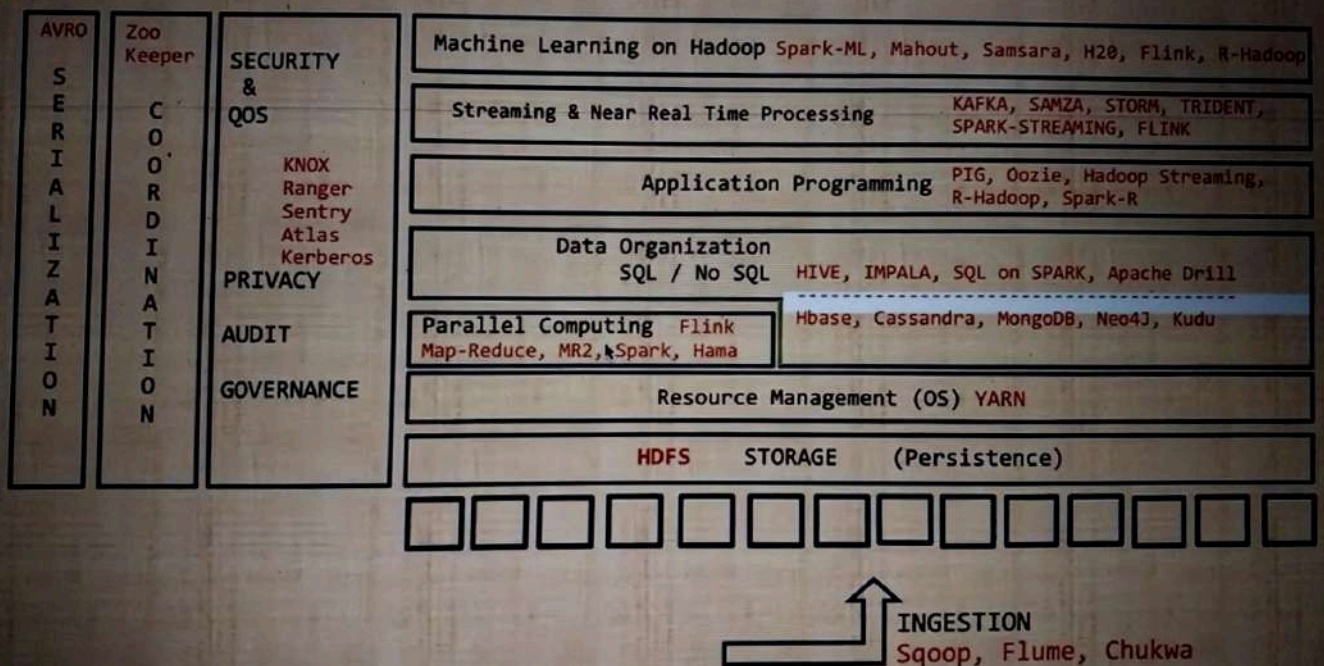 AVRO
SERIALIZATION
Zoo
Keeper
COORDINATION
SECURITY
&
QOS
KNOX
Ranger
Sentry
Atlas
Kerberos
PRIVACY
AUDIT
GOVERNANCE
Machine Learning on Hadoop Spark-ML, Mahout, Samsara, H20, Flink, R-Hadoop
Streaming & Near Real Time Processing KAFKA, SAMZA, STORM, TRIDENT,
SPARK-STREAMING, FLINK
Application Programming PIG, Oozie, Hadoop Streaming,
R-Hadoop, Spark-R
Data Organization
SQL / No SQL HIVE, IMPALA, SQL on SPARK, Apache Drill
Hbase, Cassandra, MongoDB, Neo4J, Kudu
Parallel Computing Flink
Map-Reduce, MR2, Spark, Hama
Resource Management (OS) YARN
HDFS STORAGE (Persistence)
INGESTION
Sqoop, Flume, Chukwa